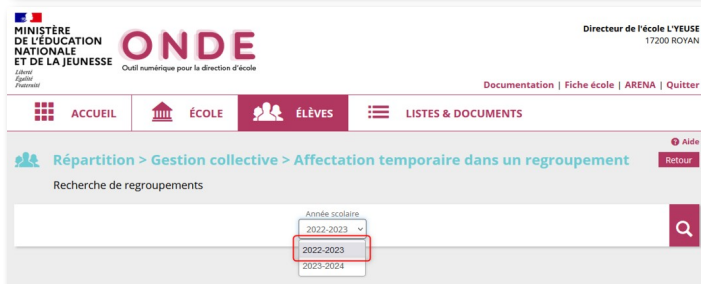 MINISTÈRE
DE L'ÉDUCATION
NATIONALE
ET DE LA JEUNESSE
Liberté
Égalité
Fraternité
ONDE
Outil numérique pour la direction d'école
Directeur de l'école L'YEUSE
17200 ROYAN
Documentation | Fiche école | ARENA | Quitter
ACCUEIL ÉCOLE ÉLÈVES LISTES & DOCUMENTS
Aide
Répartition > Gestion collective > Affectation temporaire dans un regroupement
Retour
Recherche de regroupements
Année scolaire
2022-2023
2022-2023
2023-2024